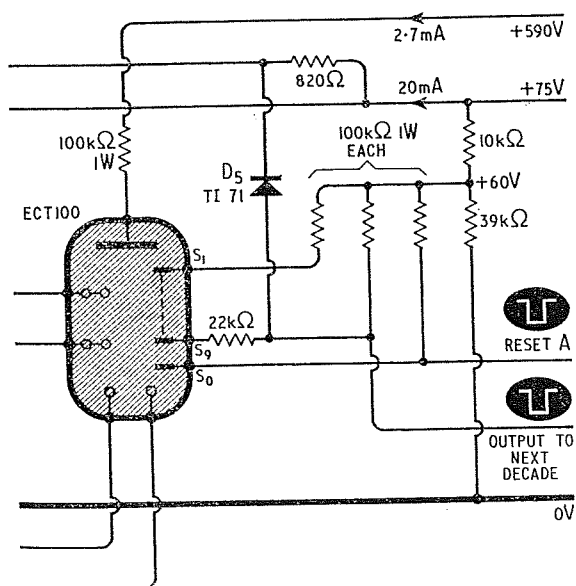 2·7mA
+590V
820Ω
20mA
+75V
100kΩ
1W
100kΩ 1W
EACH
10kΩ
D5
TI 71
+60V
ECT100
39kΩ
S1
22kΩ
S9
RESET A
S0
OUTPUT TO
NEXT
DECADE
0V